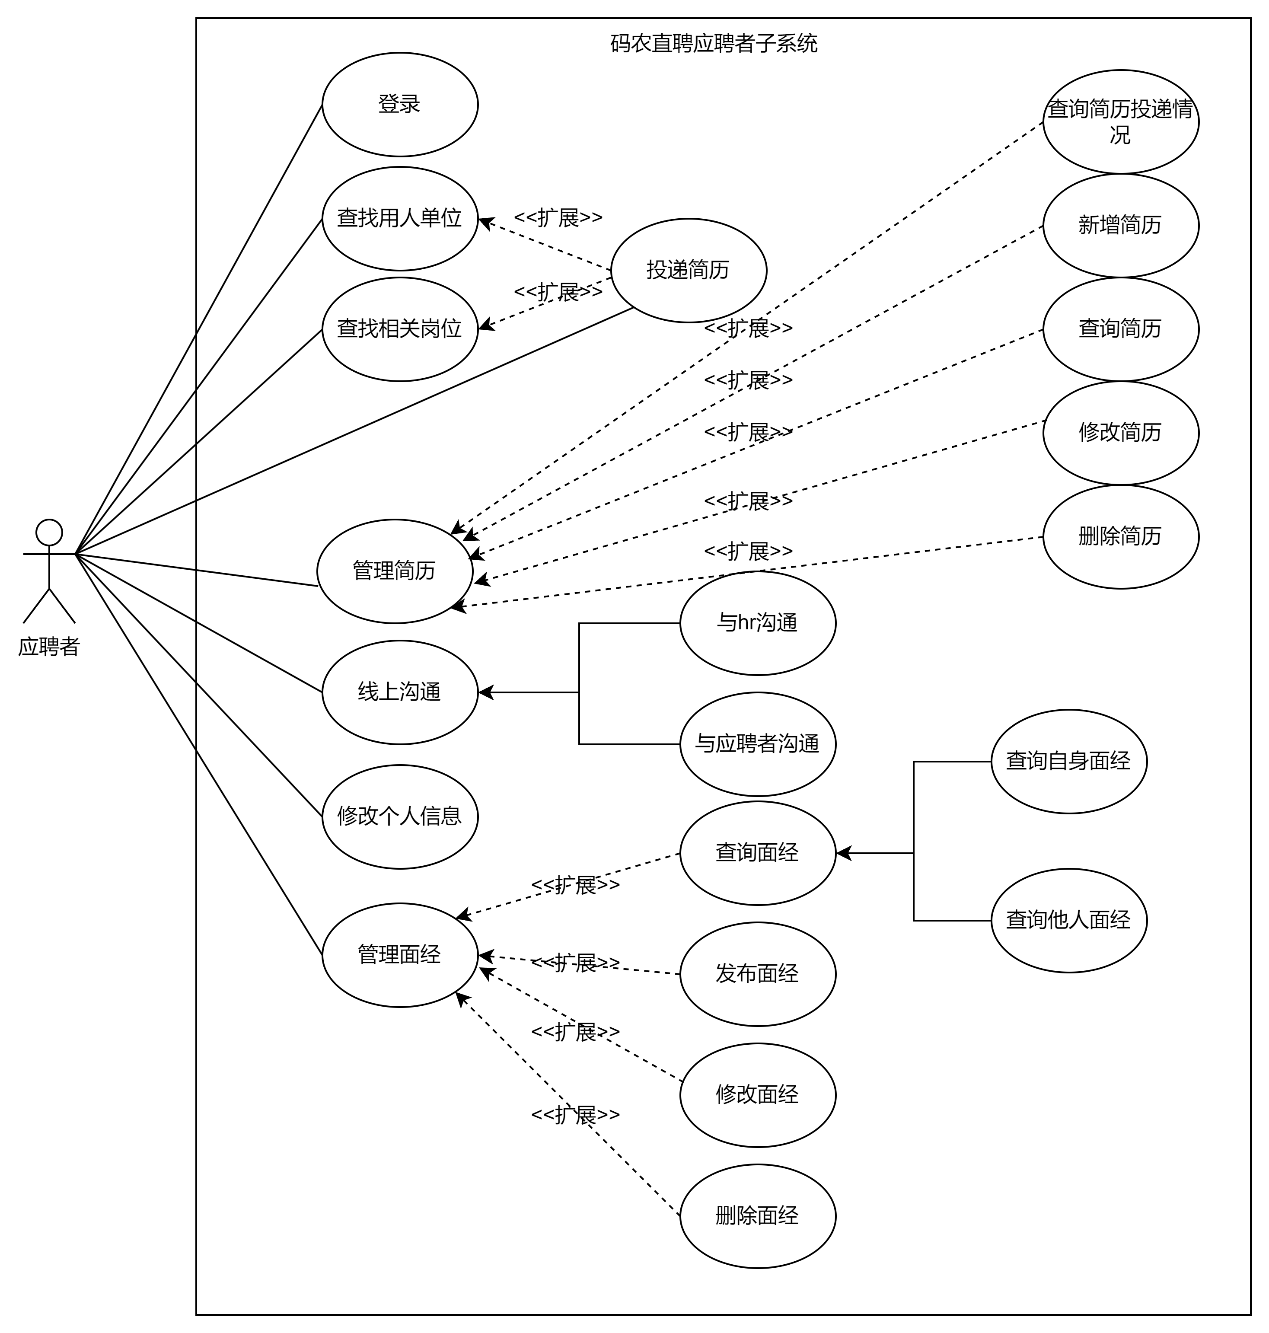 码农直聘应聘者子系统
登录
查询简历投递情
况
查找用人单位
<<扩展>>
新增简历
投递简历
<<扩展>>
查找相关岗位
<<扩展>>
查询简历
<<扩展>>
<<扩展>>
修改简历
<<扩展>>
删除简历
<<扩展>>
管理简历
应聘者
与hr沟通
线上沟通
与应聘者沟通
查询自身面经
修改个人信息
查询面经
<<扩展>>
查询他人面经
管理面经
<<扩展>>
发布面经
<<扩展>>
修改面经
<<扩展>>
删除面经